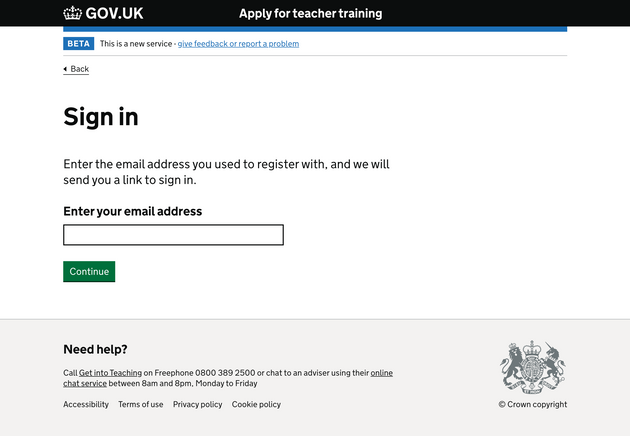 GOV.UK Apply for teacher training
BETA This is a new service - give feedback or report a problem
Back
Sign in
Enter the email address you used to register with, and we will
send you a link to sign in.
Enter your email address
Continue
Need help?
Call Get into Teaching on Freephone 0800 389 2500 or chat to an adviser using their online
chat service between 8am and 8pm, Monday to Friday
Accessibility Terms of use Privacy policy Cookie policy
© Crown copyright